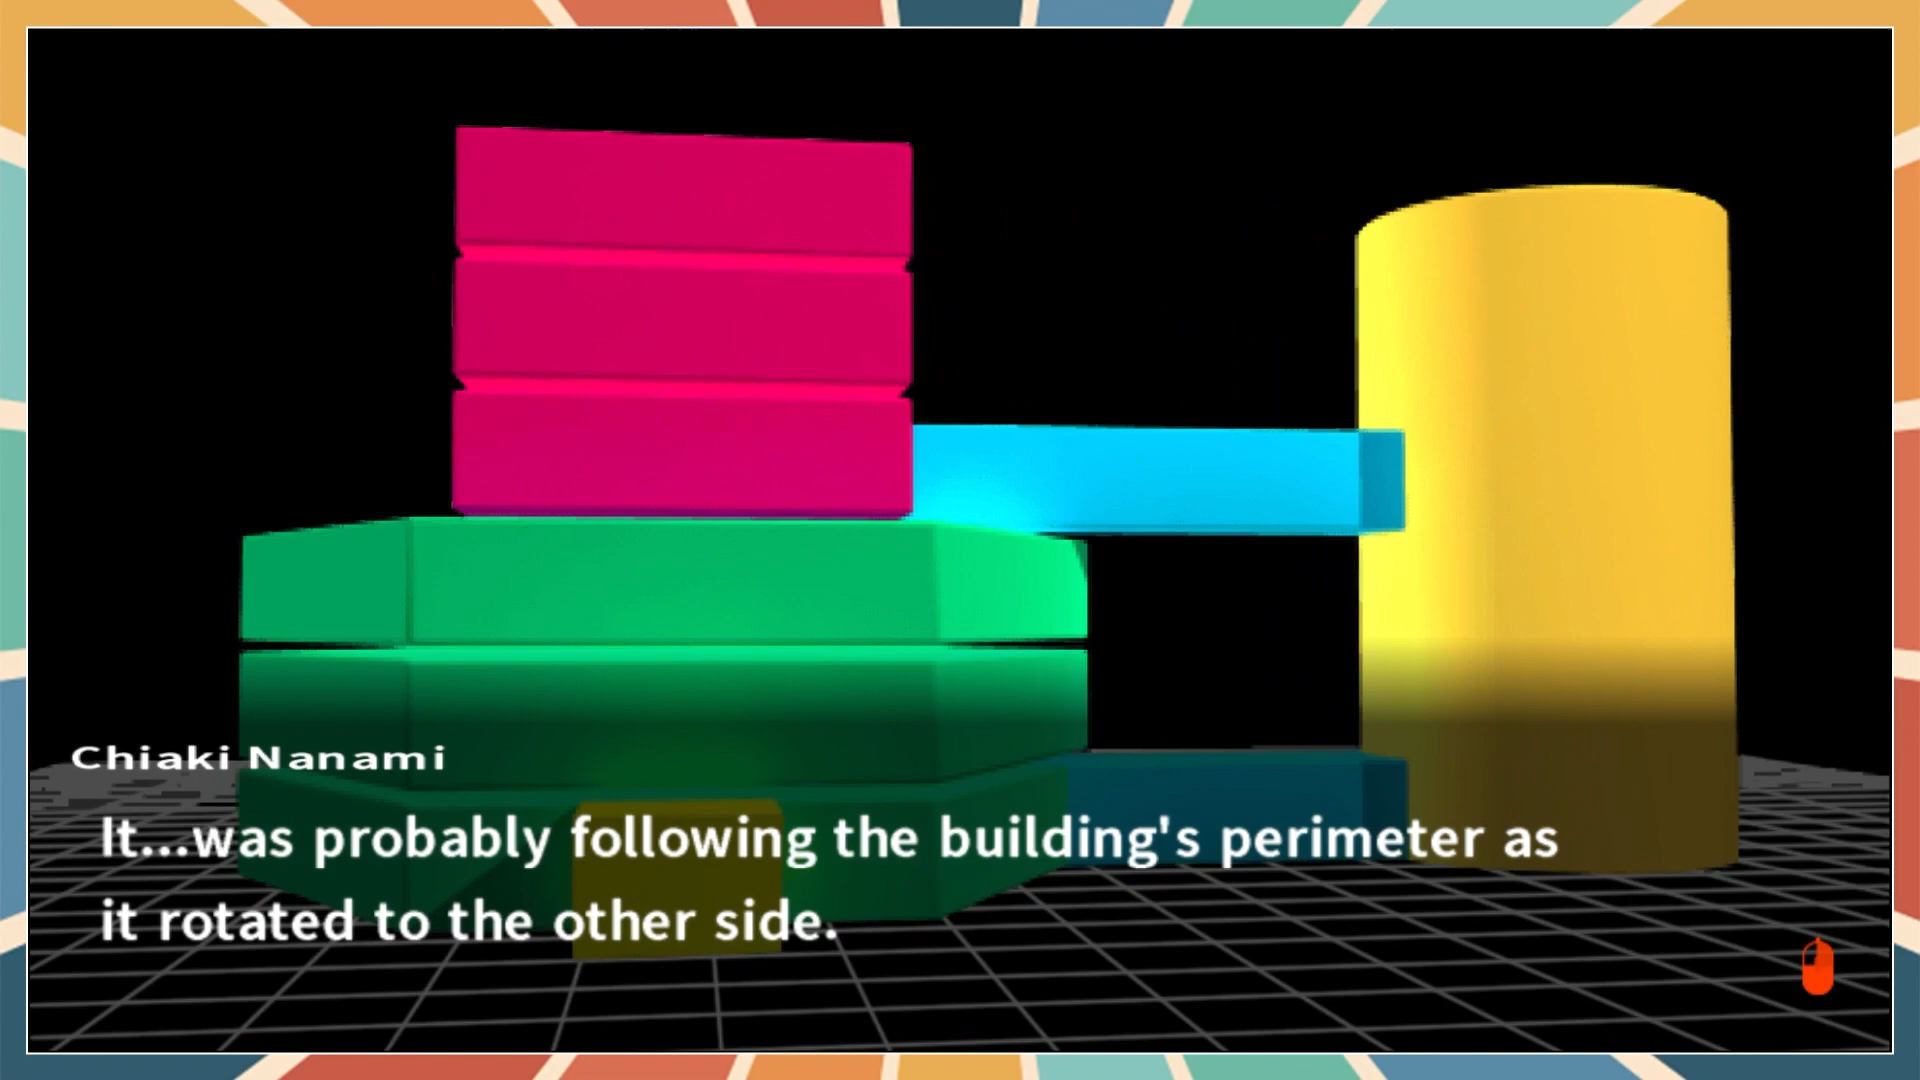 Chiaki Nanami
It...was probably following the building's perimeter as
it rotated to the other side.